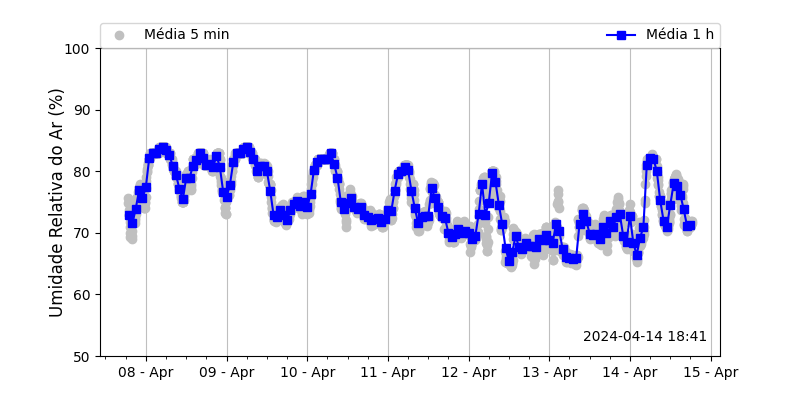 Média 5 min
Média 1 h
Umidade Relativa do Ar (%)
100
90
80
70
60
50
2024-04-14 18:41
08 - Apr
09 - Apr
10 - Apr
11 - Apr
12 - Apr
13 - Apr
14 - Apr
15 - Apr